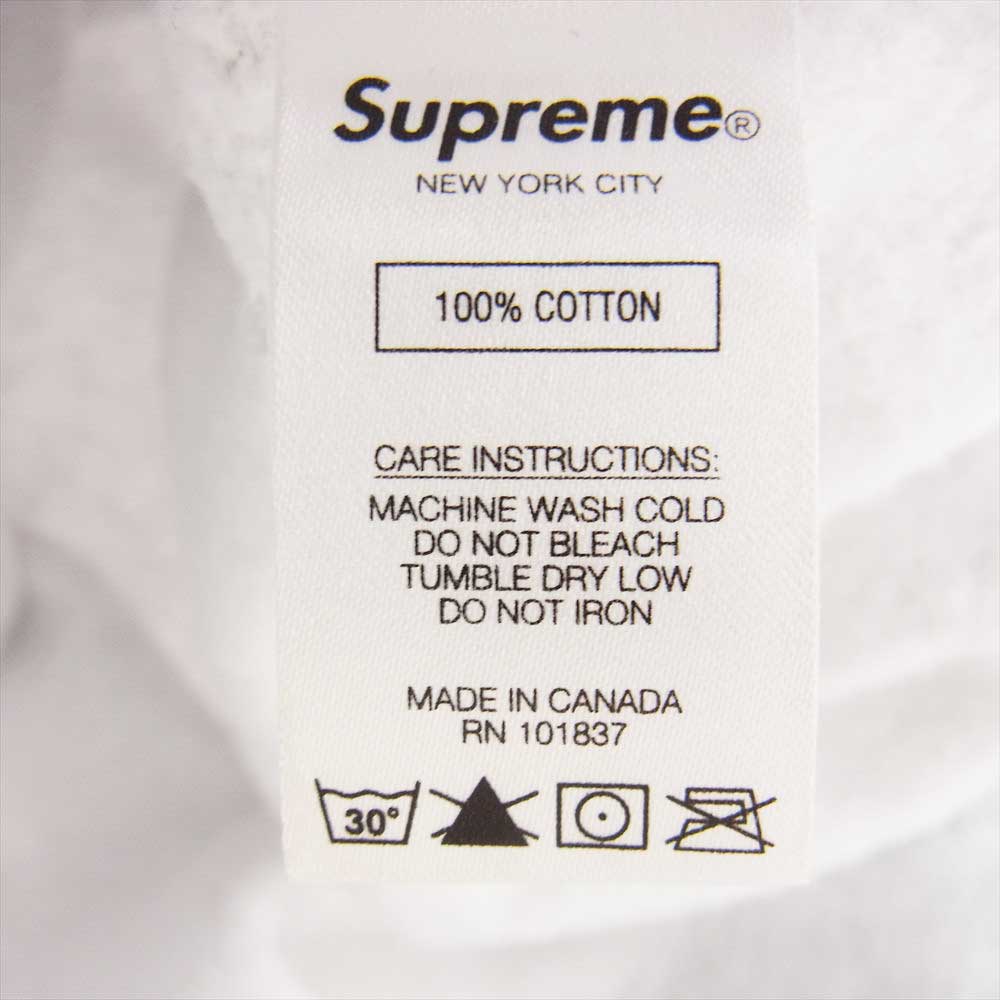 Supreme®
NEW YORK CITY
100% COTTON
CARE INSTRUCTIONS:
MACHINE WASH COLD
DO NOT BLEACH
TUMBLE DRY LOW
DO NOT IRON
MADE IN CANADA
RN 101837
30°